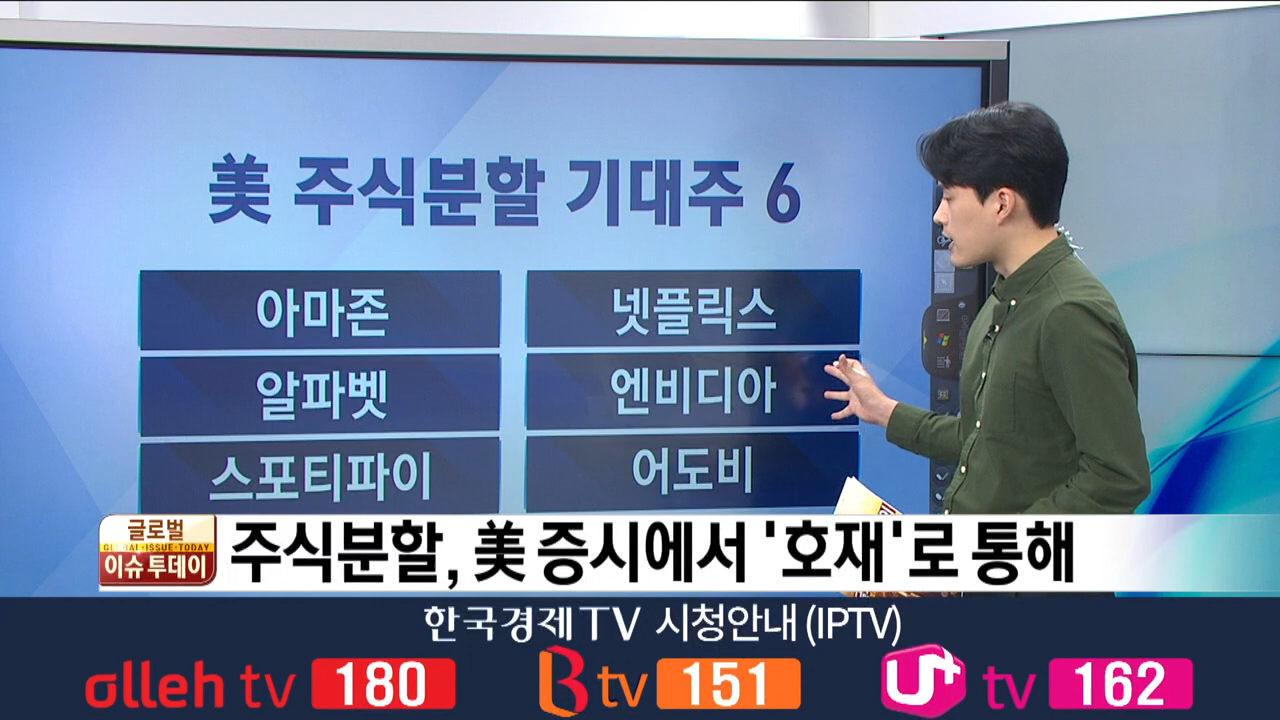 美 주식분할 기대주 6
아마존 넷플릭스
알파벳 엔비디아
스포티파이 어도비
글로벌
GLOBAL·ISSUE·TODAY
이슈 투데이
주식분할, 美 증시에서 '호재'로 통해
한국경제TV 시청안내 (IPTV)
olleh tv 180 B tv 151 U+ tv 162